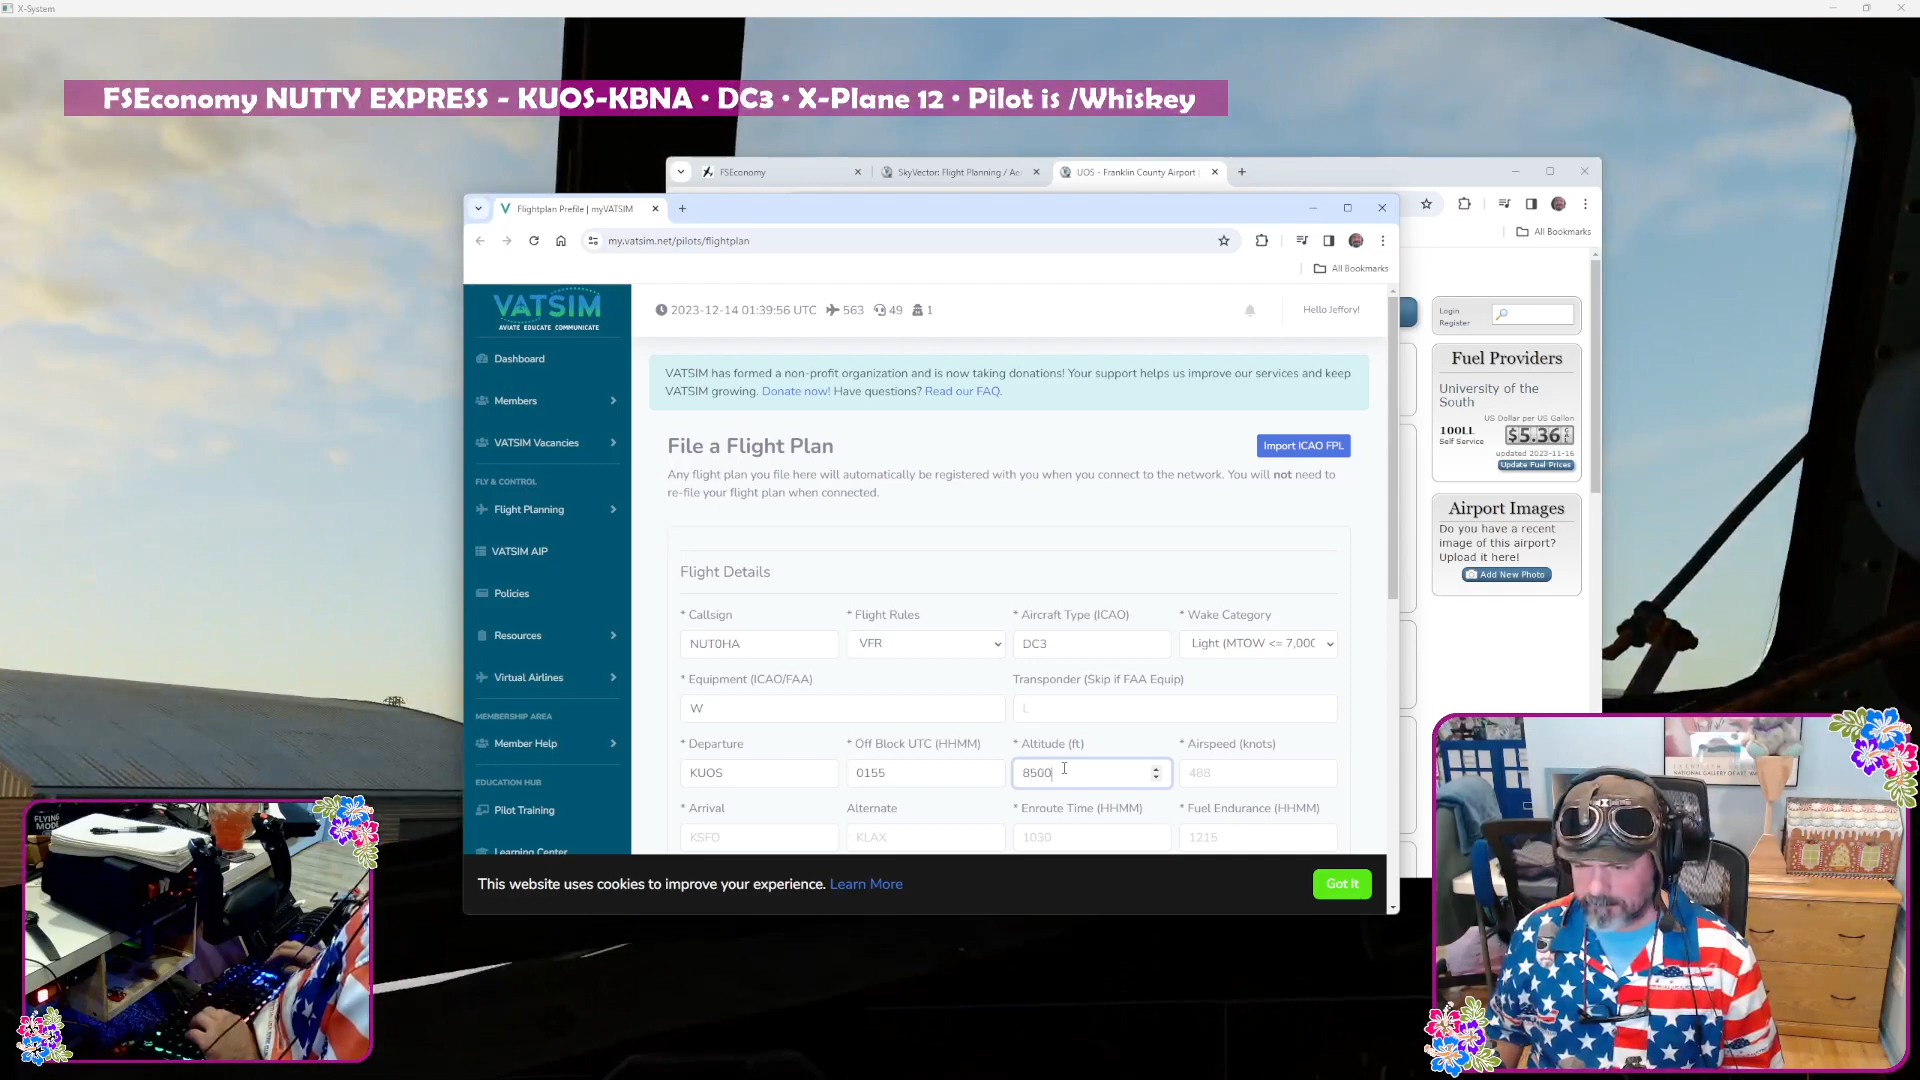 X-System
FSEconomy NUTTY EXPRESS - KUOS-KBNA • DC3 • X-Plane 12 • Pilot is /Whiskey
FSEconomy
SkyVector: Flight Planning / Ae
UOS - Franklin County Airport
All Bookmarks
Flightplan Prefile | myVATSIM
my.vatsim.net/pilots/flightplan
All Bookmarks
VATSIM
AVIATE EDUCATE COMMUNICATE
2023-12-14 01:39:56 UTC 563 49 1
Hello Jeffory!
Dashboard
Members
VATSIM Vacancies
FLY & CONTROL
Flight Planning
VATSIM AIP
Policies
Resources
Virtual Airlines
MEMBERSHIP AREA
Member Help
EDUCATION HUB
Pilot Training
Learning Center
VATSIM has formed a non-profit organization and is now taking donations! Your support helps us improve our services and keep
VATSIM growing. Donate now! Have questions? Read our FAQ.
File a Flight Plan
Import ICAO FPL
Any flight plan you file here will automatically be registered with you when you connect to the network. You will not need to
re-file your flight plan when connected.
Flight Details
* Callsign * Flight Rules * Aircraft Type (ICAO) * Wake Category
NUT0HA VFR DC3 Light (MTOW <= 7,000
* Equipment (ICAO/FAA) Transponder (Skip if FAA Equip)
W L
* Departure * Off Block UTC (HHMM) * Altitude (ft) * Airspeed (knots)
KUOS 0155 8500 488
* Arrival Alternate * Enroute Time (HHMM) * Fuel Endurance (HHMM)
KSFO KLAX 1030 1215
This website uses cookies to improve your experience. Learn More
Got It
Login
Register
Fuel Providers
University of the
South
US Dollar per US Gallon
100LL
Self Service
$5.36
updated 2023-11-16
Update Fuel Prices
Airport Images
Do you have a recent
image of this airport?
Upload it here!
Add New Photo
FLYING
MODE
NATIONAL GALLERY OF ART